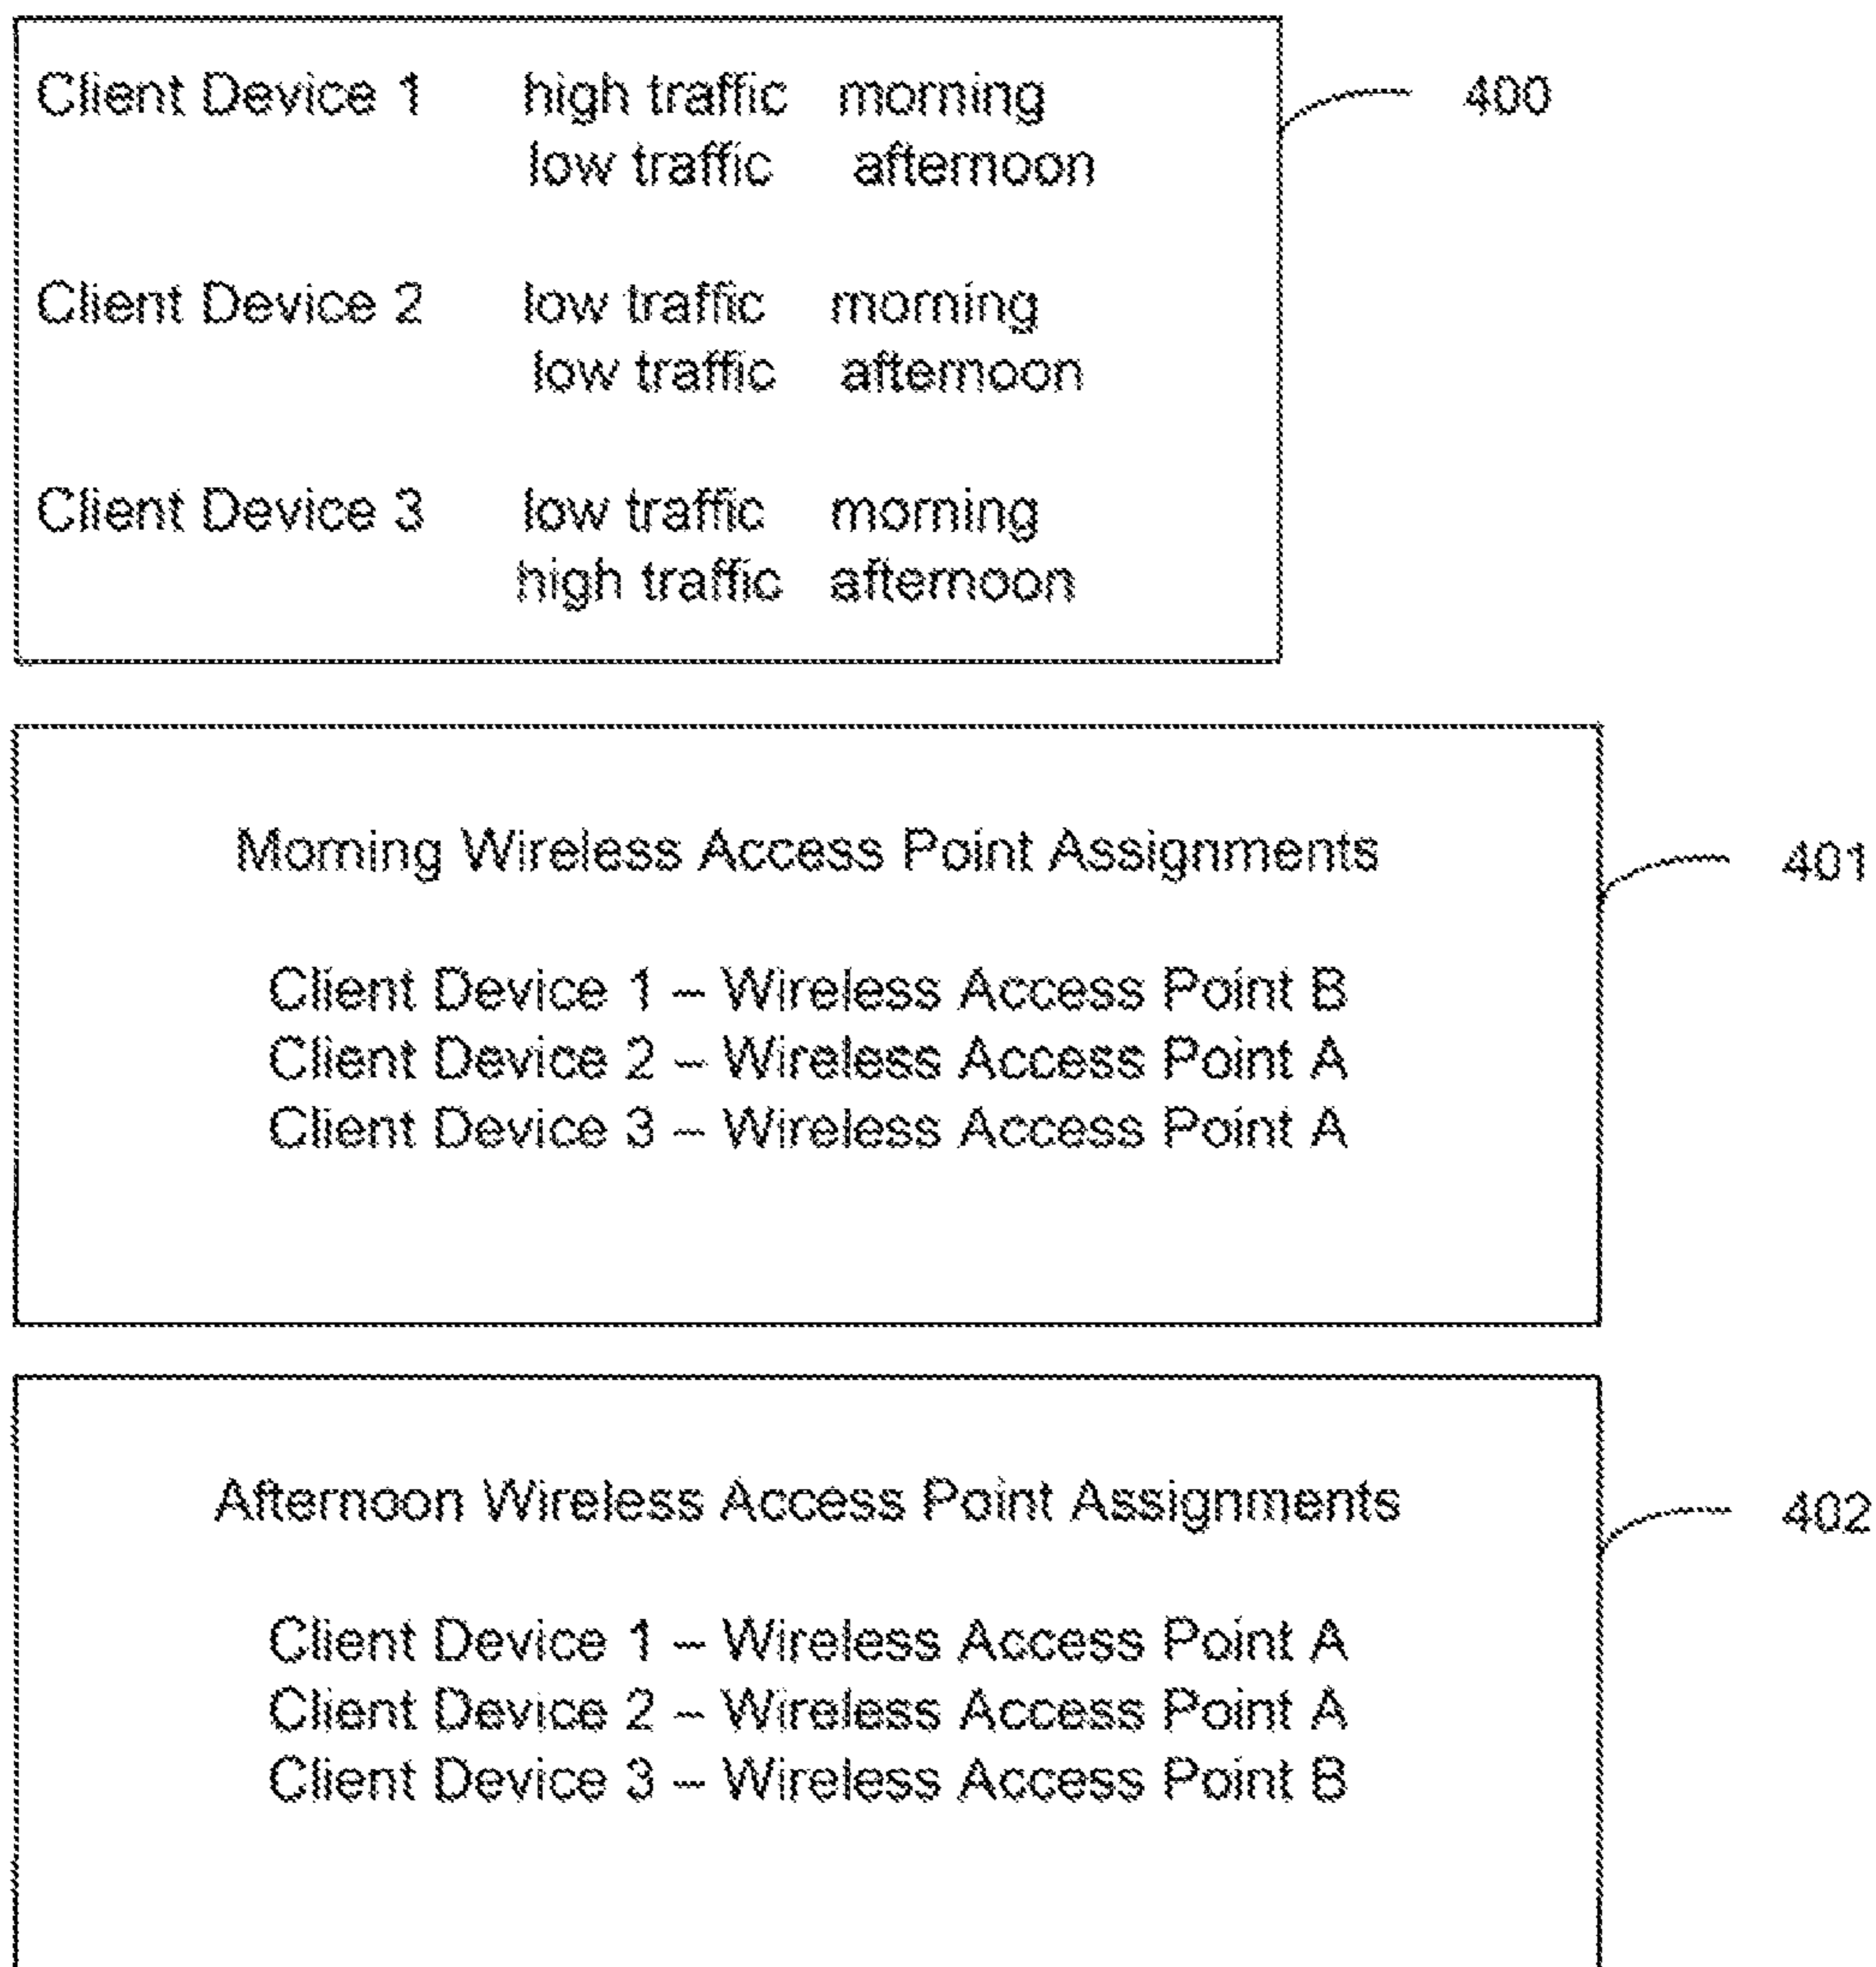 Client Device 1 high traffic morning 400
low traffic afternoon
Client Device 2 low traffic morning
low traffic afternoon
Client Device 3 low traffic morning
high traffic afternoon
Morning Wireless Access Point Assignments 401
Client Device 1 – Wireless Access Point B
Client Device 2 – Wireless Access Point A
Client Device 3 – Wireless Access Point A
Afternoon Wireless Access Point Assignments 402
Client Device 1 – Wireless Access Point A
Client Device 2 – Wireless Access Point A
Client Device 3 – Wireless Access Point B